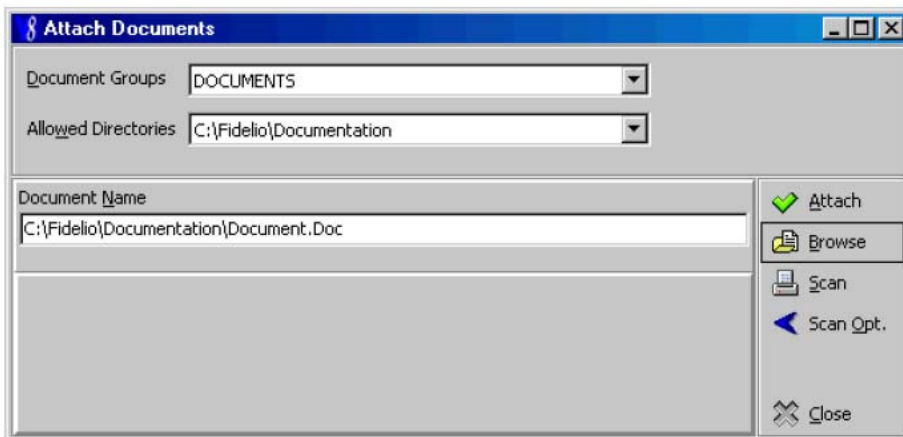 Attach Documents
Document Groups DOCUMENTS
Allowed Directories C:\Fidelio\Documentation
Document Name
C:\Fidelio\Documentation\Document.Doc
Attach
Browse
Scan
Scan Opt.
Close